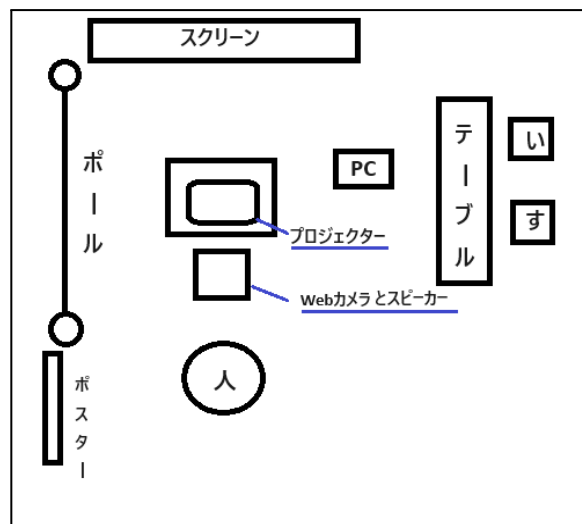 スクリーン
ポール
PC
テーブル
い
す
プロジェクター
Webカメラとスピーカー
人
ポスター